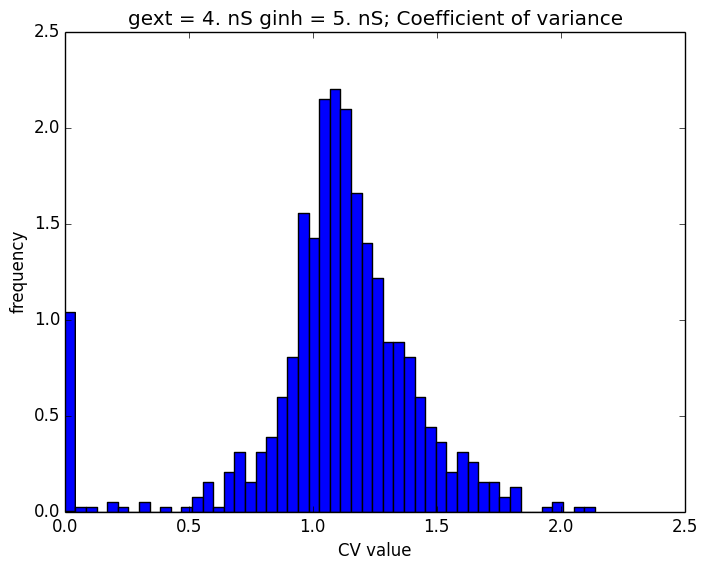 gext = 4. nS ginh = 5. nS; Coefficient of variance
2.5
2.0
1.5
1.0
0.5
0.0
frequency
0.0 0.5 1.0 1.5 2.0 2.5
CV value